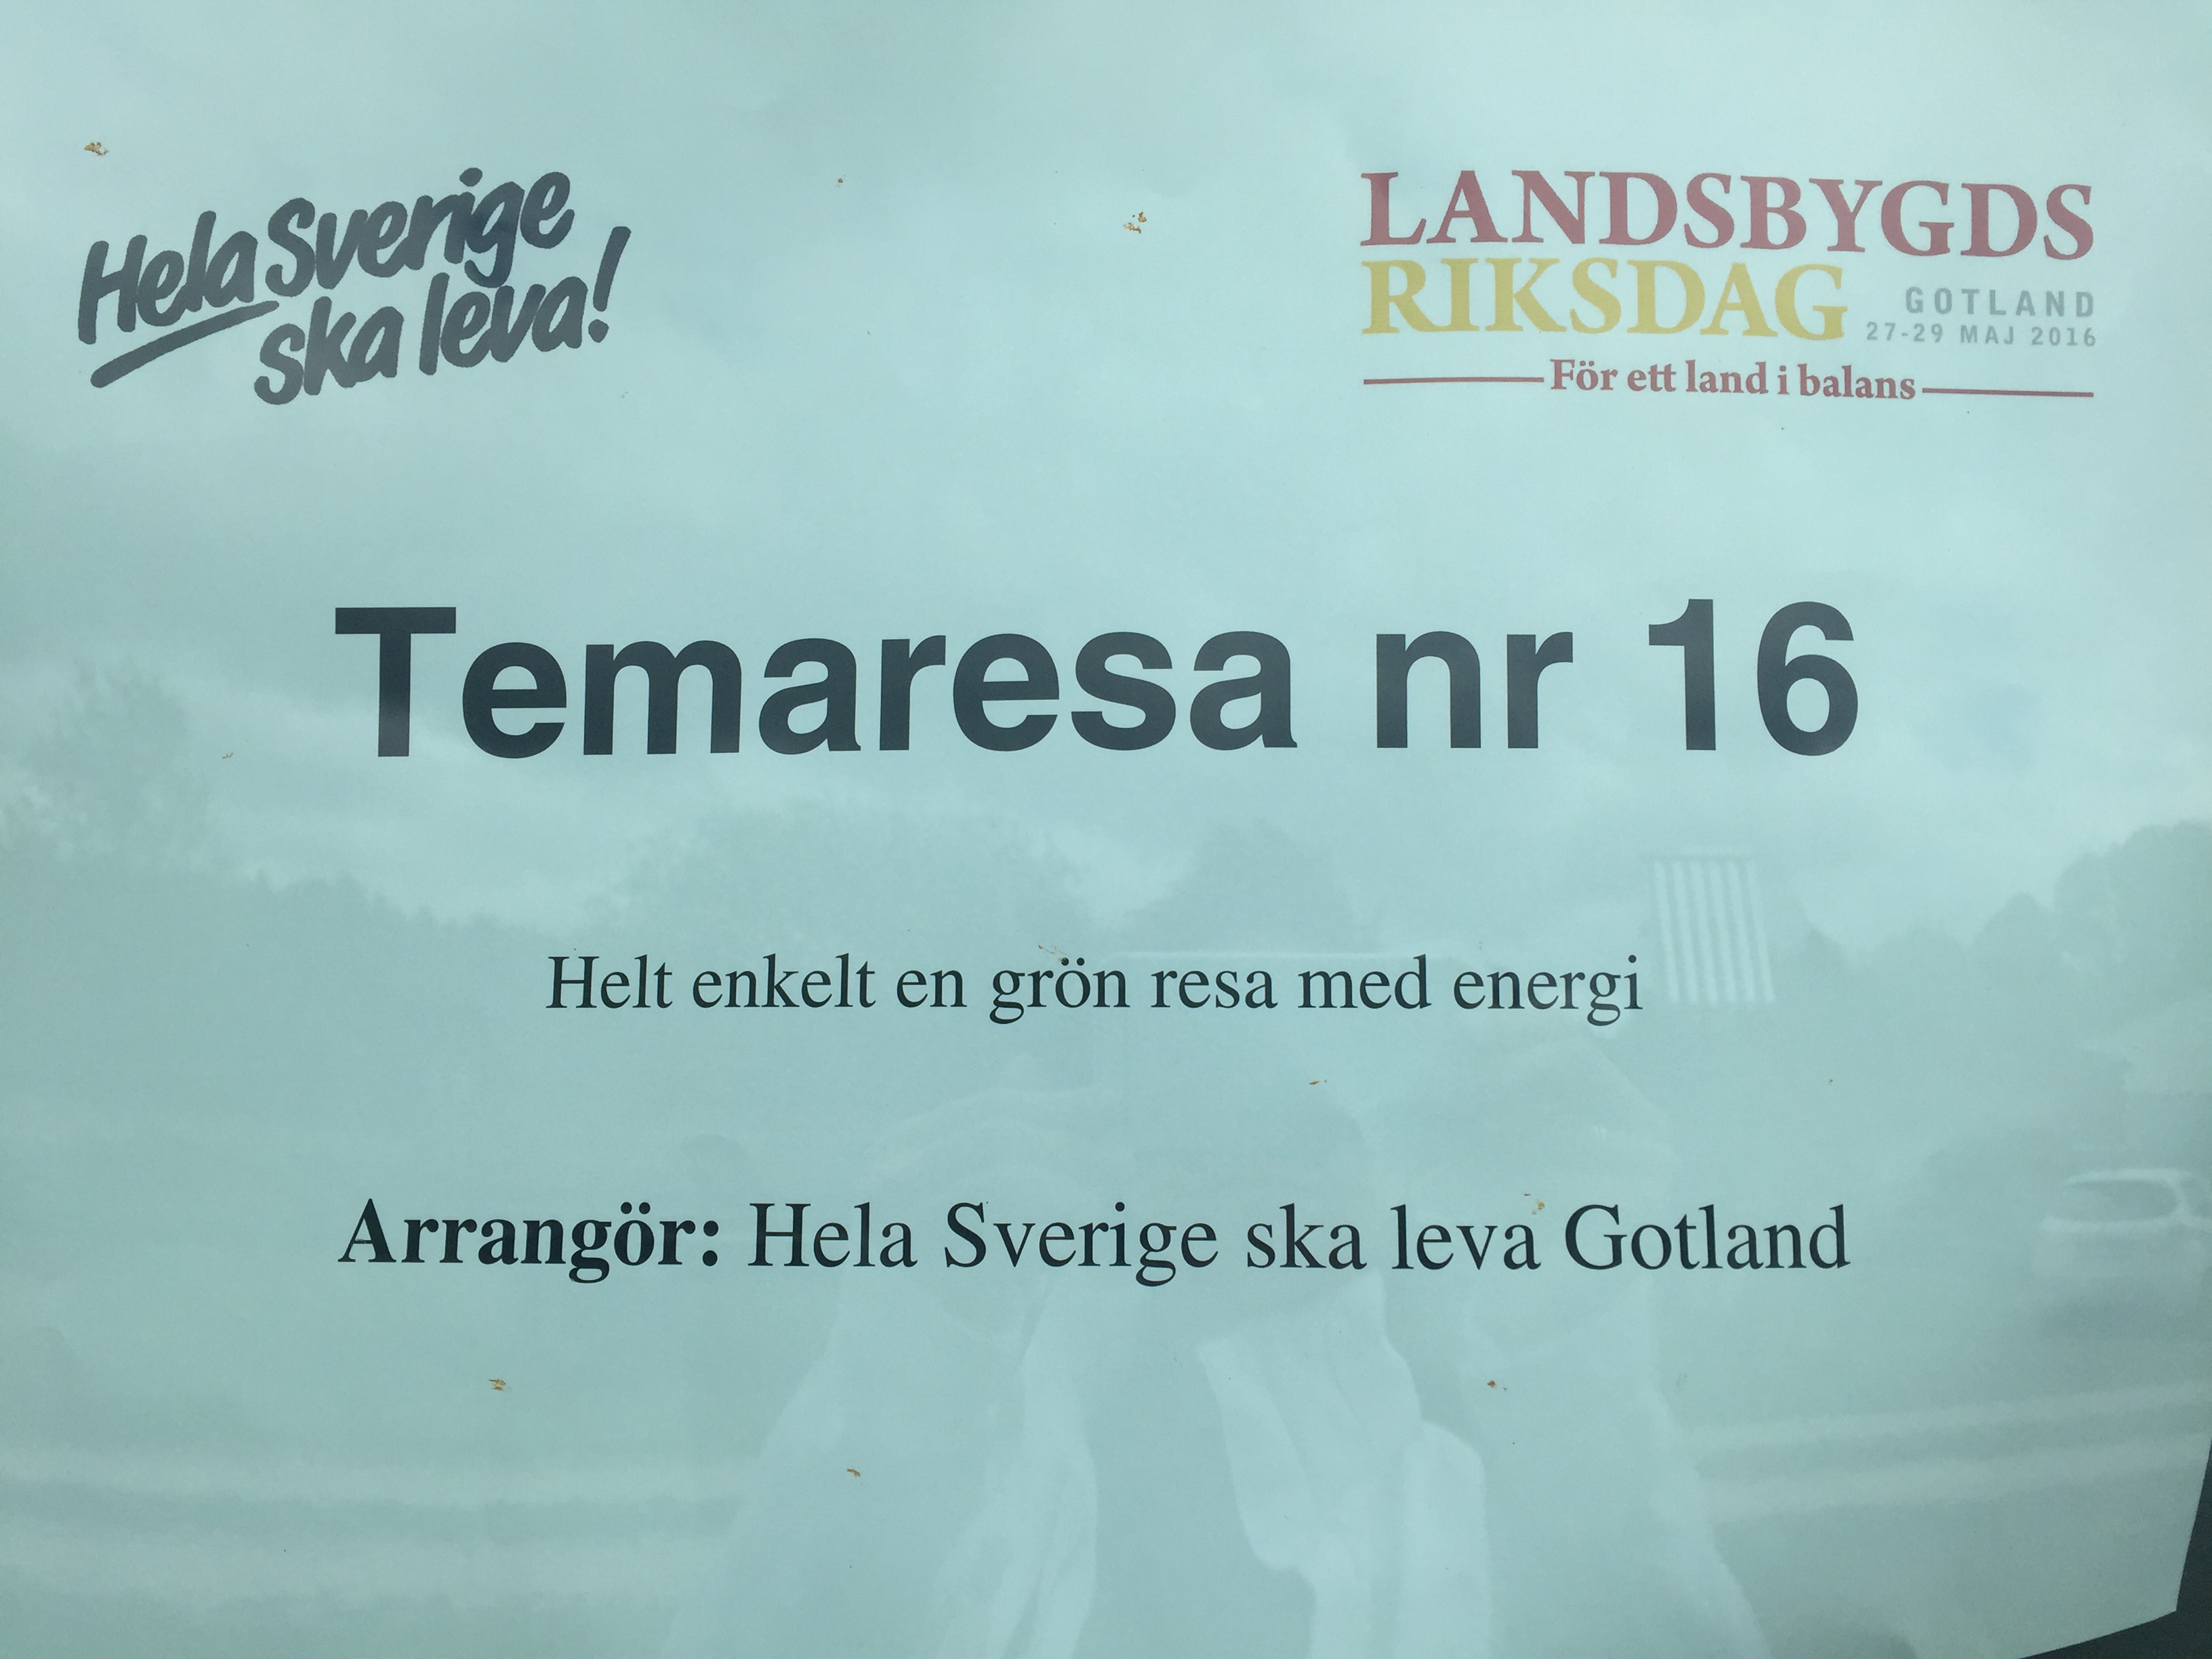 Hela Sverige
ska leva!
LANDSBYGDS
RIKSDAG
GOTLAND
27-29 MAJ 2016
För ett land i balans
Temaresa nr 16
Helt enkelt en grön resa med energi
Arrangör: Hela Sverige ska leva Gotland